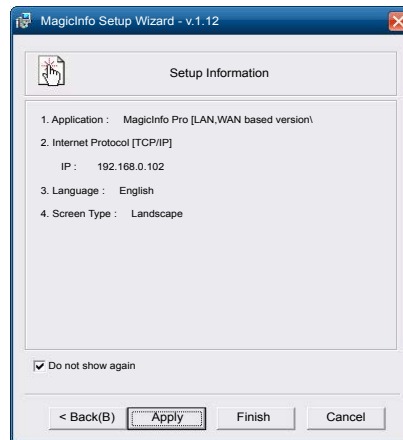 MagicInfo Setup Wizard - v.1.12
Setup Information
1. Application : MagicInfo Pro [LAN,WAN based version\
2. Internet Protocol [TCP/IP]
IP : 192.168.0.102
3. Language : English
4. Screen Type : Landscape
Do not show again
< Back(B) Apply Finish Cancel